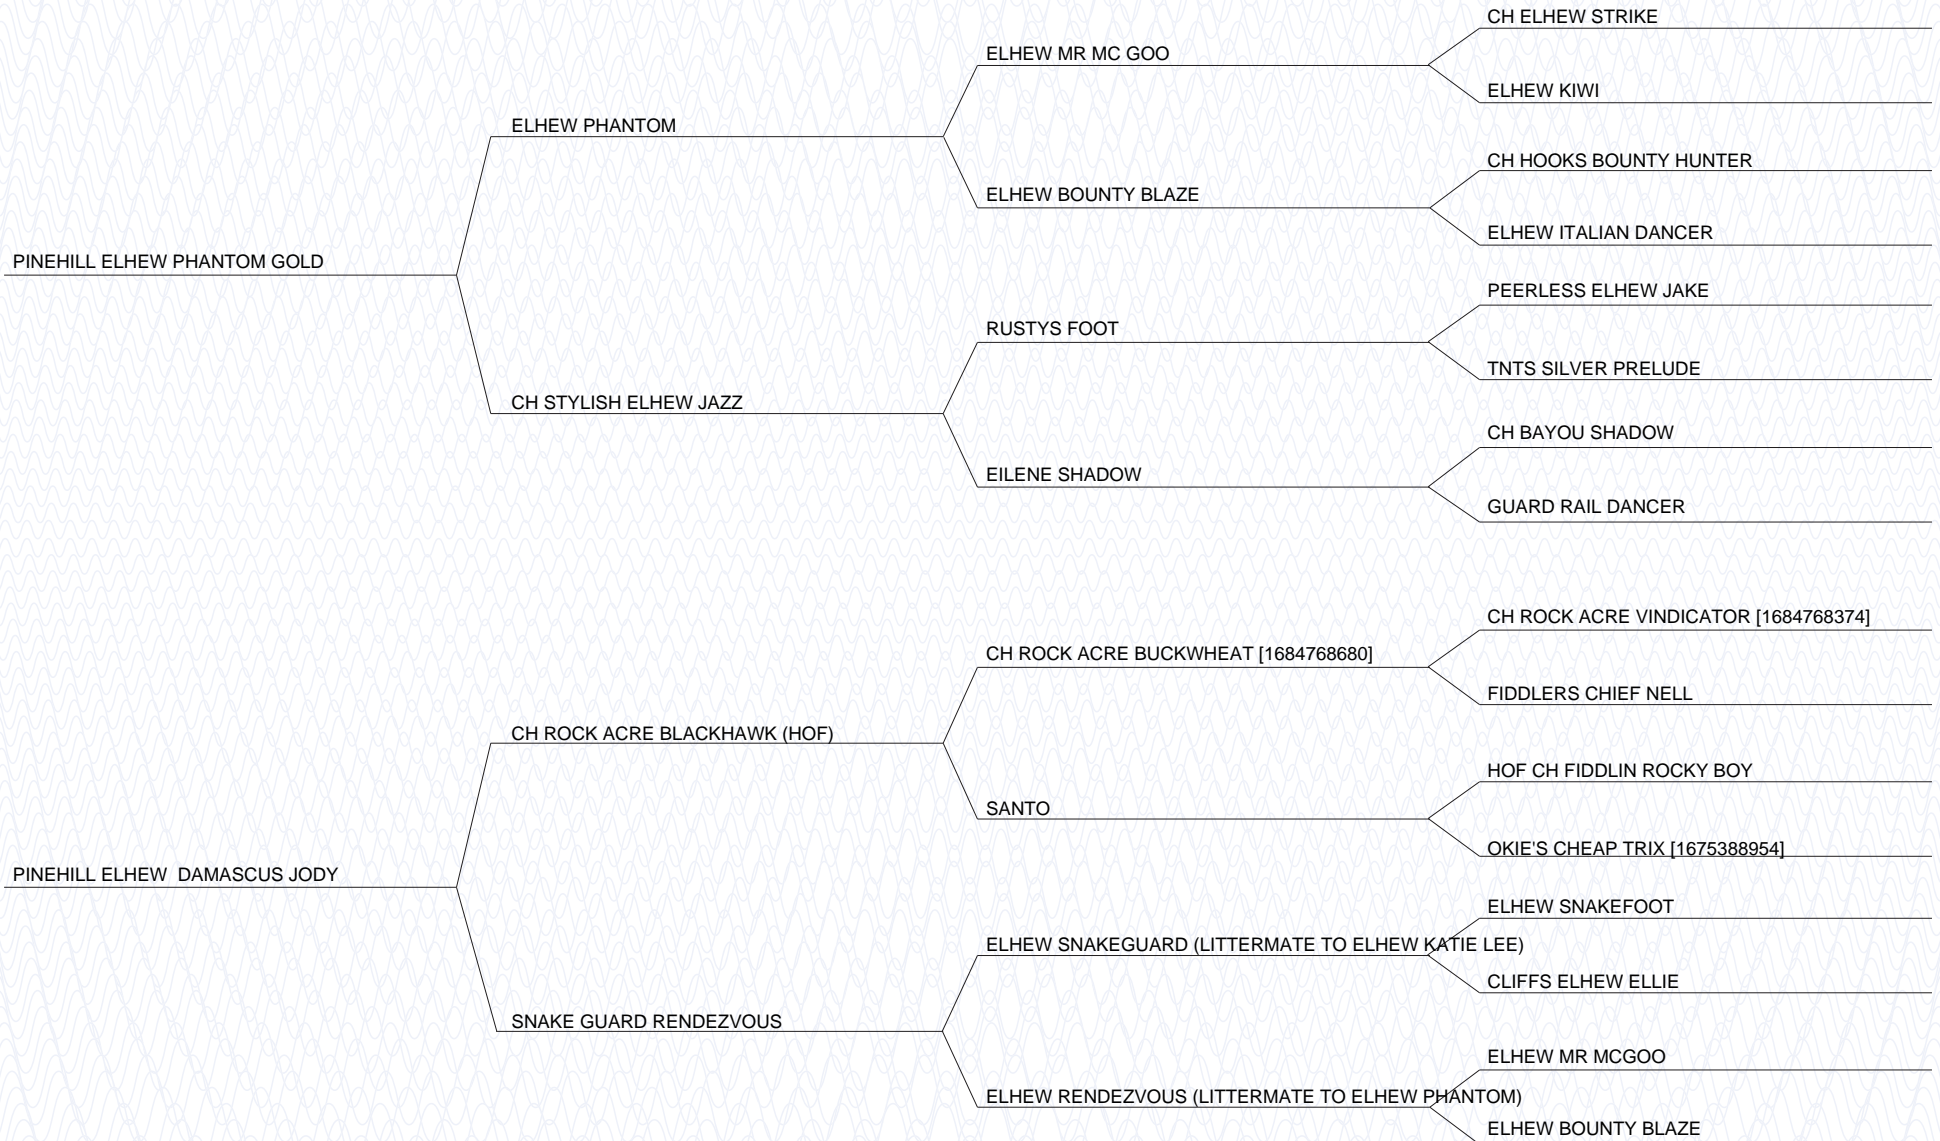 CH ELHEW STRIKE
ELHEW MR MC GOO
ELHEW KIWI
ELHEW PHANTOM
CH HOOKS BOUNTY HUNTER
ELHEW BOUNTY BLAZE
ELHEW ITALIAN DANCER
PINEHILL ELHEW PHANTOM GOLD
PEERLESS ELHEW JAKE
RUSTYS FOOT
TNTS SILVER PRELUDE
CH STYLISH ELHEW JAZZ
CH BAYOU SHADOW
EILENE SHADOW
GUARD RAIL DANCER
CH ROCK ACRE VINDICATOR [1684768374]
CH ROCK ACRE BUCKWHEAT [1684768680]
FIDDLERS CHIEF NELL
CH ROCK ACRE BLACKHAWK (HOF)
HOF CH FIDDLIN ROCKY BOY
SANTO
OKIE'S CHEAP TRIX [1675388954]
PINEHILL ELHEW  DAMASCUS JODY
ELHEW SNAKEFOOT
ELHEW SNAKEGUARD (LITTERMATE TO ELHEW KATIE LEE)
CLIFFS ELHEW ELLIE
SNAKE GUARD RENDEZVOUS
ELHEW MR MCGOO
ELHEW RENDEZVOUS (LITTERMATE TO ELHEW PHANTOM)
ELHEW BOUNTY BLAZE